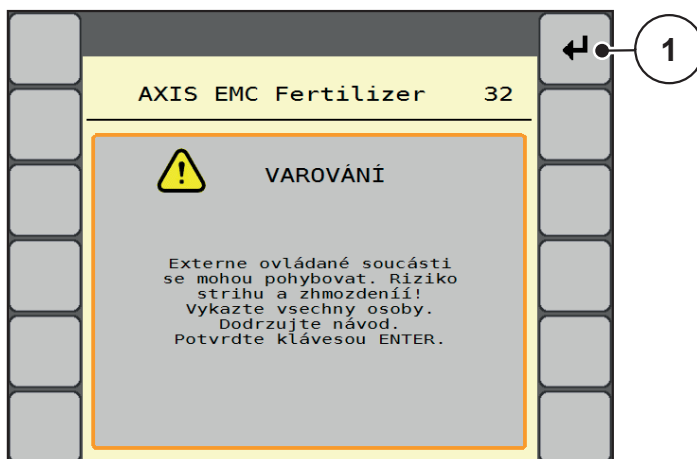 1
AXIS EMC Fertilizer 32
VAROVÁNÍ
Externe ovládané soucásti
se mohou pohybovat. Riziko
strihu a zhmozdeníí!
Vykazte vsechny osoby.
Dodrzujte návod.
Potvrdte klávesou ENTER.